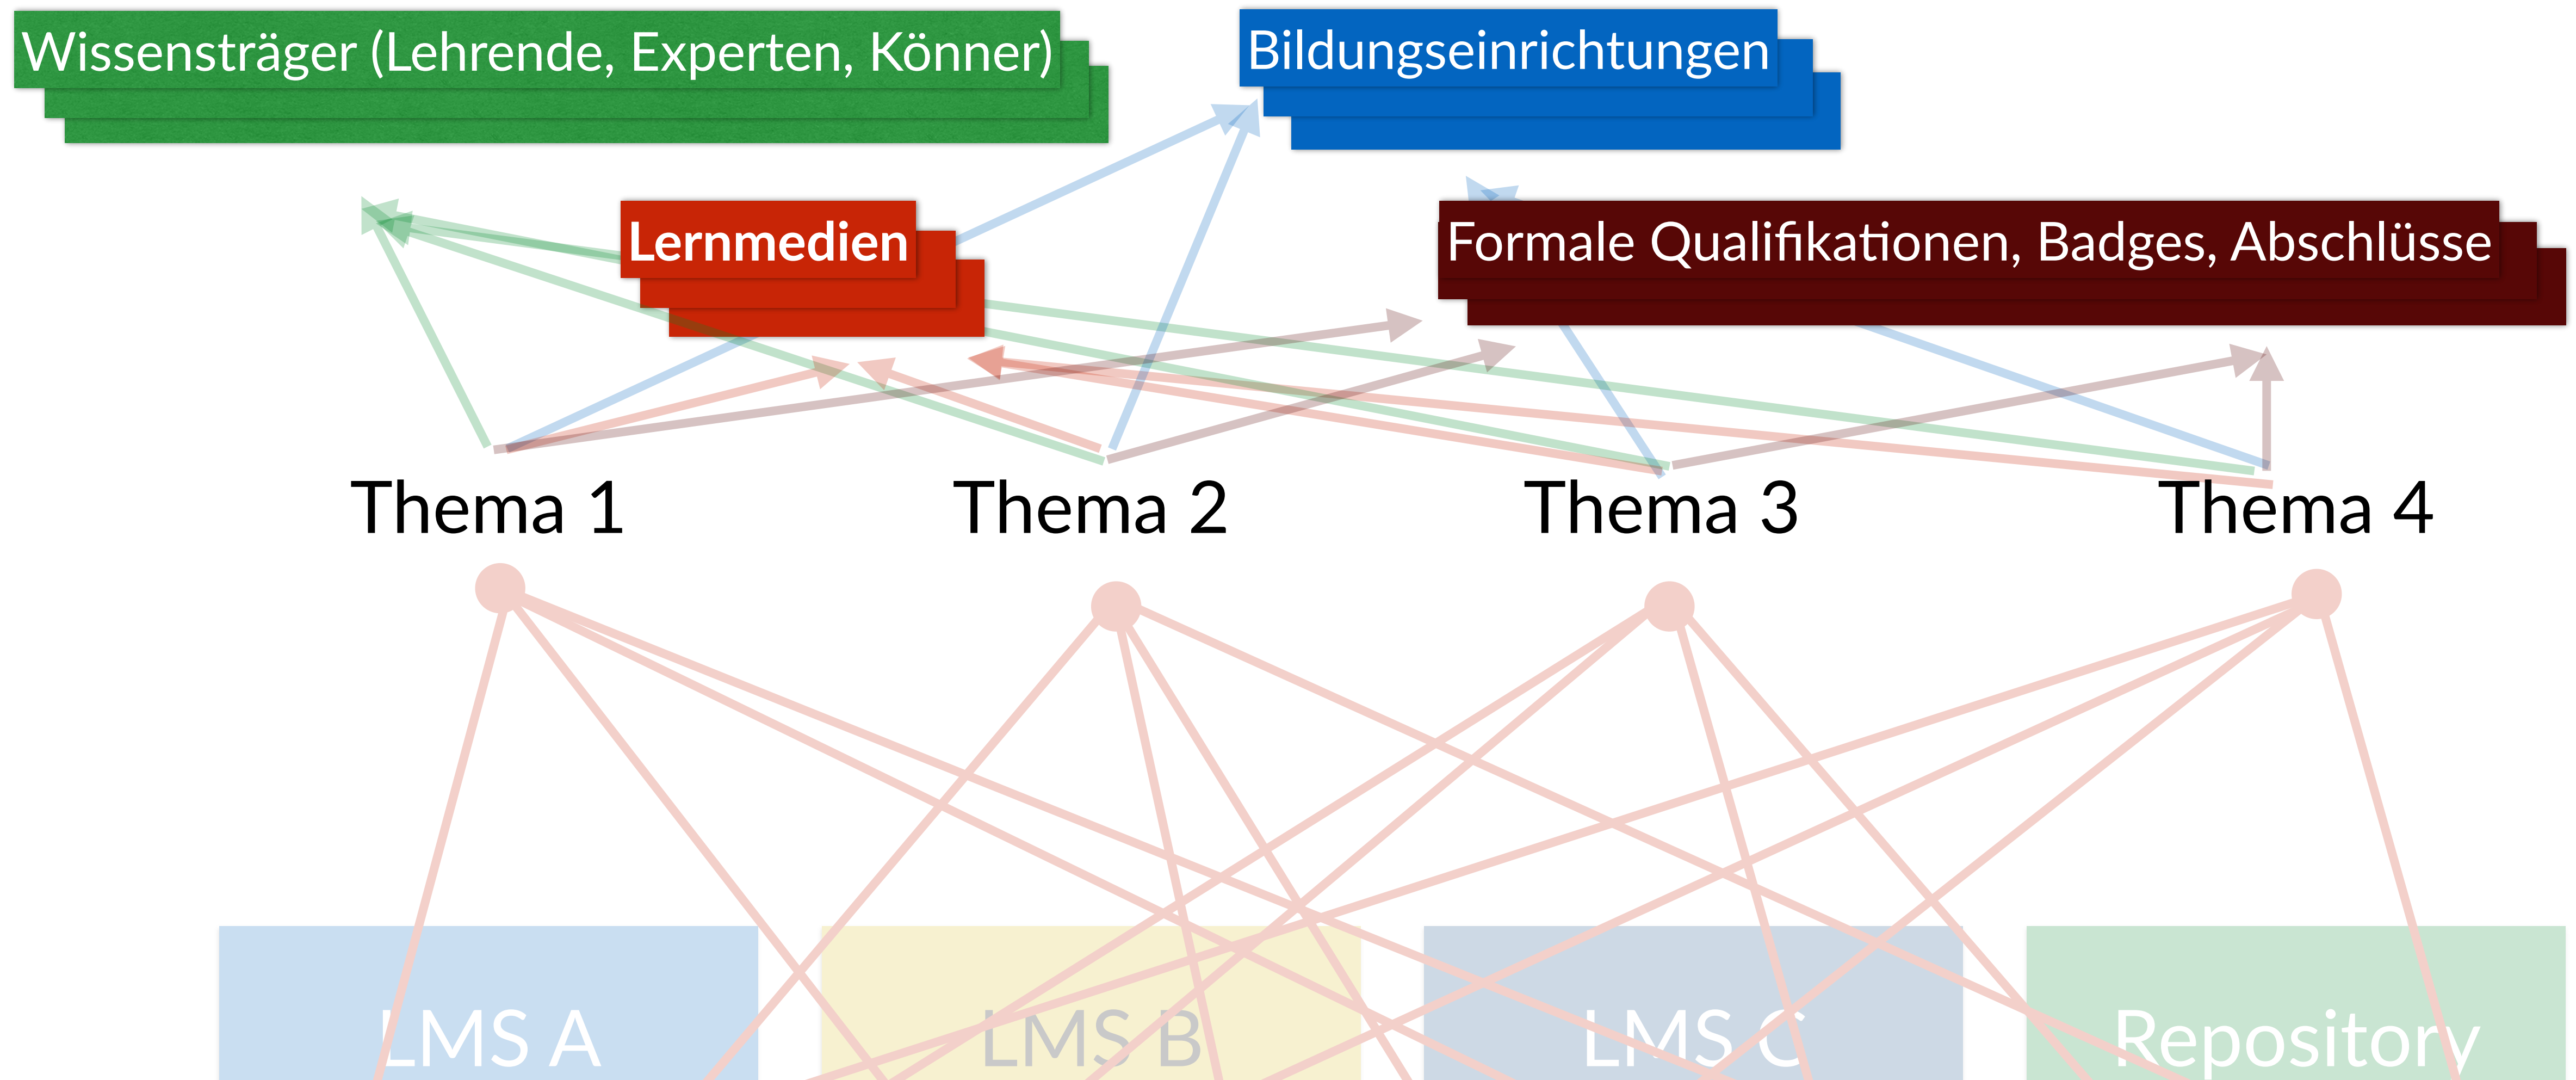 Wissensträger (Lehrende, Experten, Könner)
Bildungseinrichtungen
Lernmedien
Formale Qualifikationen, Badges, Abschlüsse
Thema 1
Thema 2
Thema 3
Thema 4
LMS A
LMS B
LMS C
Repository